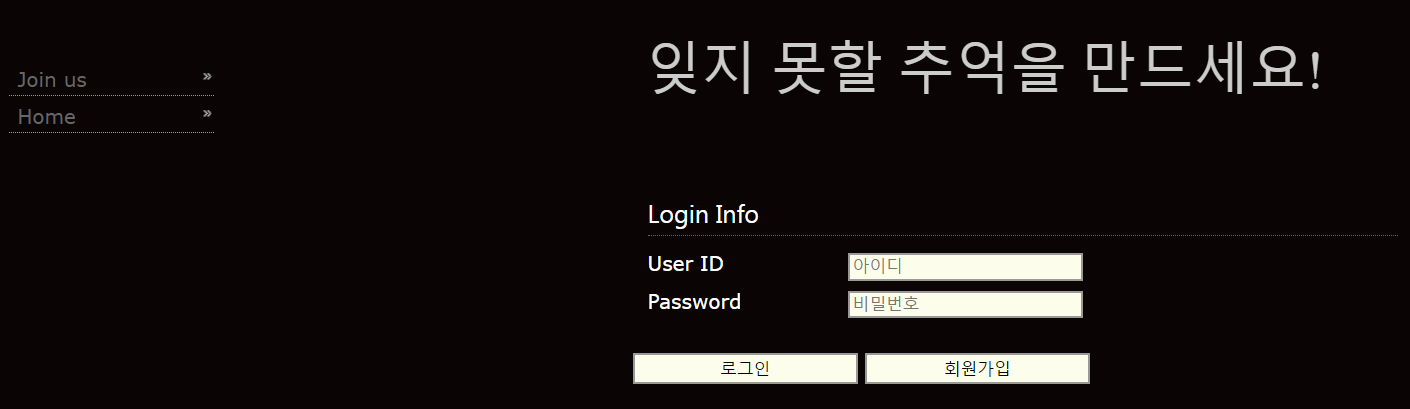 Join us »
Home »
잊지 못할 추억을 만드세요!
Login Info
User ID 아이디
Password 비밀번호
로그인 회원가입